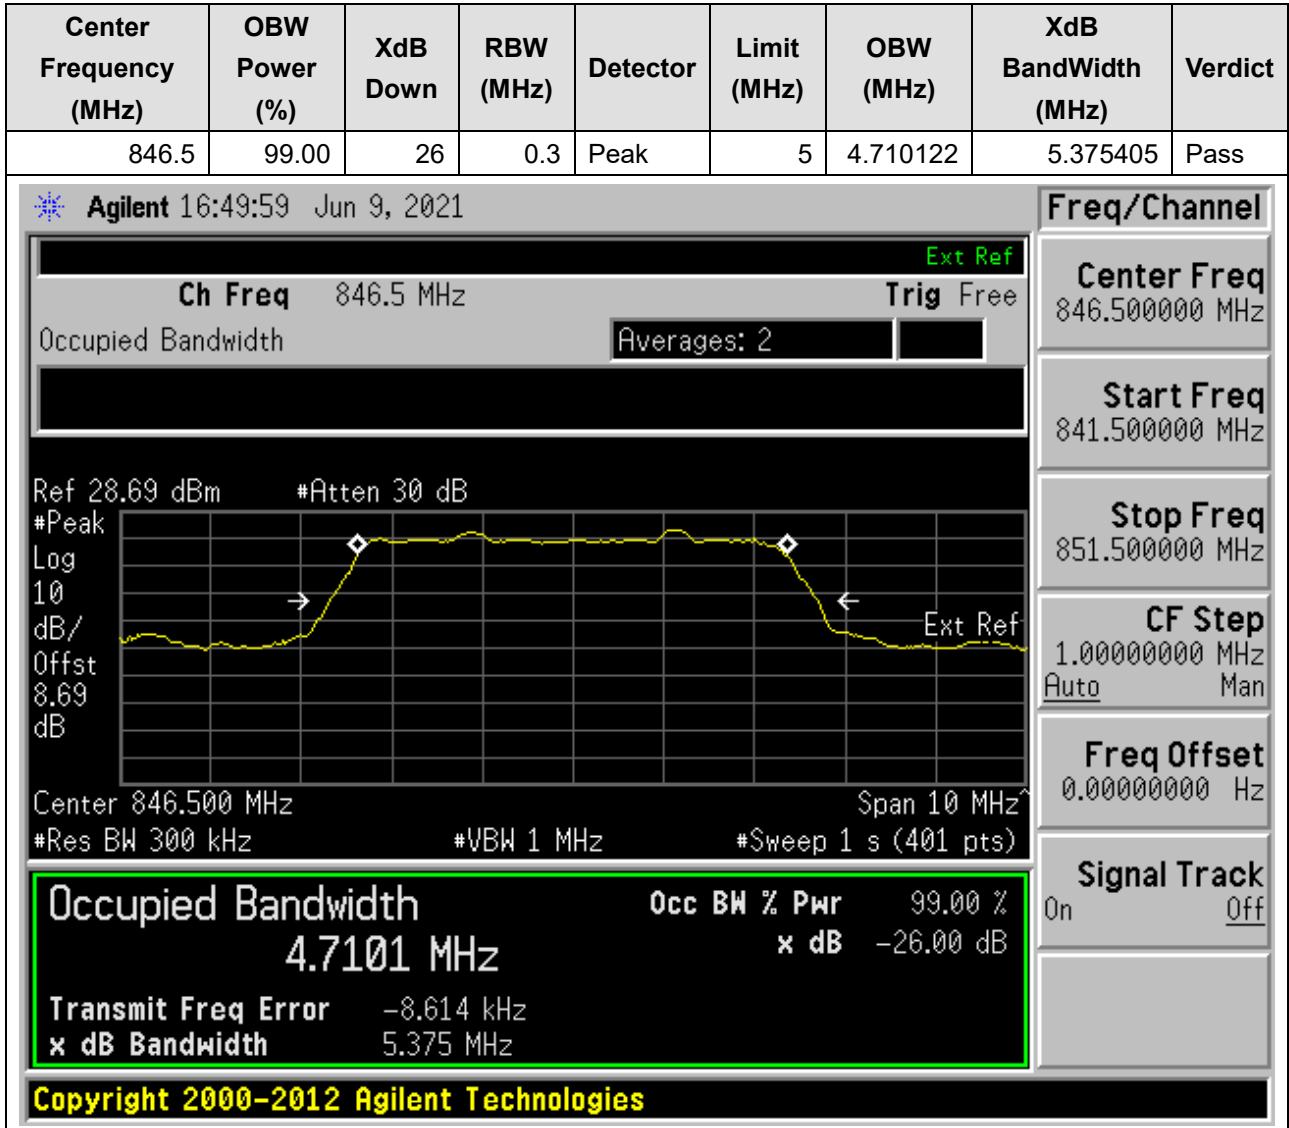 Center Frequency (MHz) OBW Power (%) XdB Down RBW (MHz) Detector Limit (MHz) OBW (MHz) XdB BandWidth (MHz) Verdict
846.5 99.00 26 0.3 Peak 5 4.710122 5.375405 Pass
Agilent 16:49:59 Jun 9, 2021
Freq/Channel
Ext Ref
Ch Freq 846.5 MHz Trig Free
Occupied Bandwidth Averages: 2
Center Freq
846.500000 MHz
Start Freq
841.500000 MHz
Stop Freq
851.500000 MHz
CF Step
1.00000000 MHz
Auto Man
Freq Offset
0.00000000 Hz
Signal Track
On Off
Ref 28.69 dBm #Atten 30 dB
#Peak
Log
10
dB/
Offst
8.69
dB
Ext Ref
Center 846.500 MHz Span 10 MHz^
#Res BW 300 kHz #VBW 1 MHz #Sweep 1 s (401 pts)
Occupied Bandwidth
4.7101 MHz
Occ BW % Pwr 99.00 %
x dB -26.00 dB
Transmit Freq Error -8.614 kHz
x dB Bandwidth 5.375 MHz
Copyright 2000-2012 Agilent Technologies